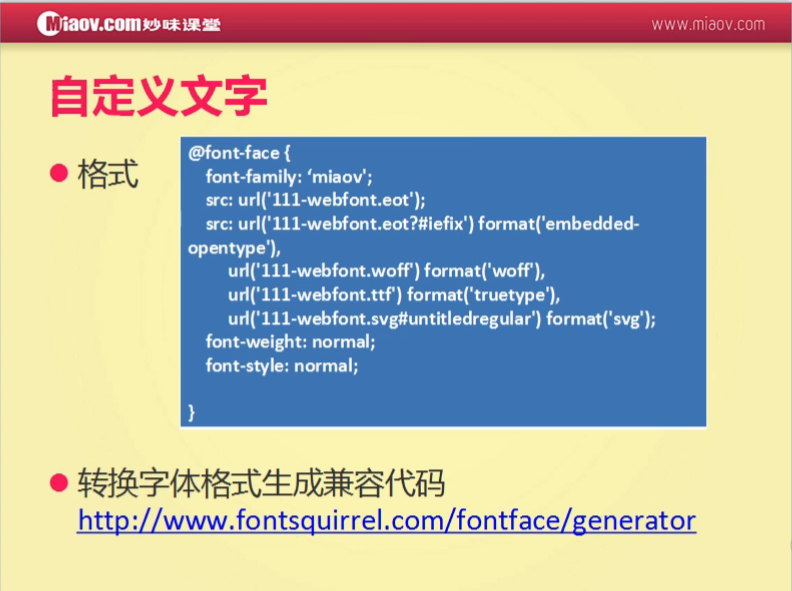 Miaov.com妙味课堂
www.miaov.com
自定义文字
格式
@font-face {
font-family: ‘miaov';
src: url('111-webfont.eot');
src: url('111-webfont.eot?#iefix') format('embedded-
opentype'),
url('111-webfont.woff') format('woff'),
url('111-webfont.ttf') format('truetype'),
url('111-webfont.svg#untitledregular') format('svg');
font-weight: normal;
font-style: normal;
}
转换字体格式生成兼容代码
http://www.fontsquirrel.com/fontface/generator